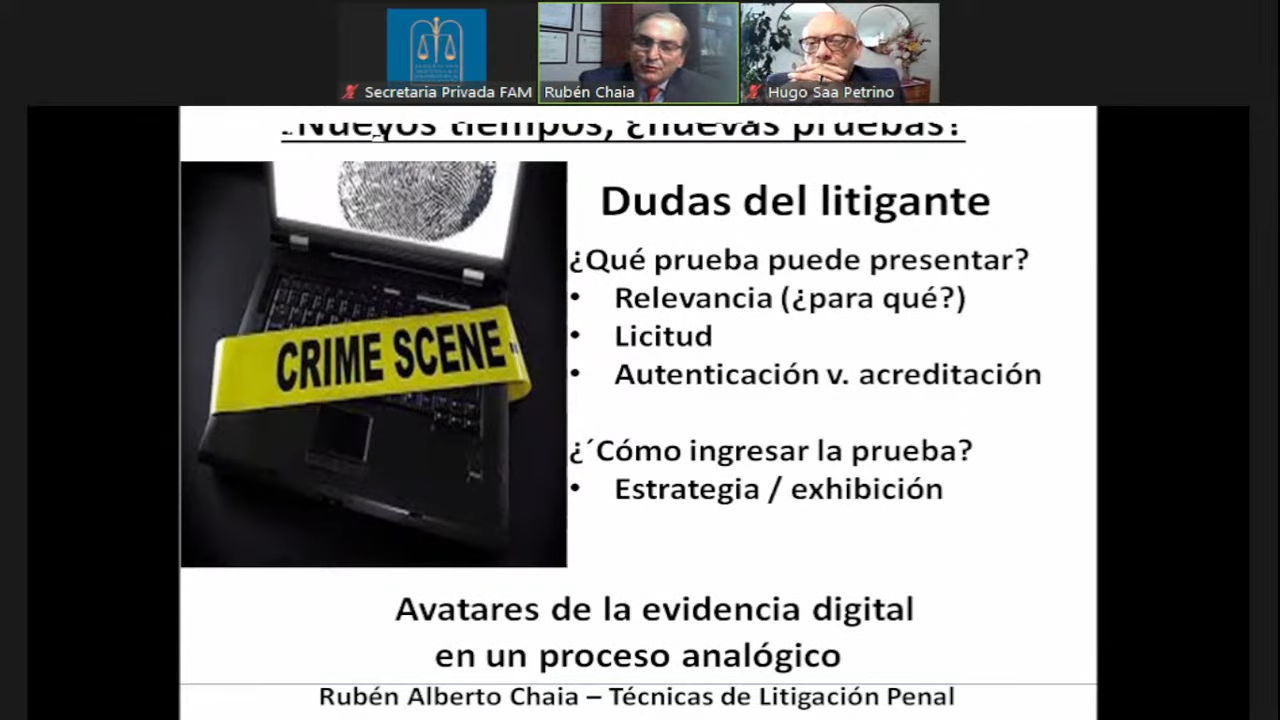 Secretaria Privada FAM
Rubén Chaia
Hugo Saa Petrino
¿Nuevos tiempos, ¿nuevas pruebas?
Dudas del litigante
¿Qué prueba puede presentar?
• Relevancia (¿para qué?)
• Licitud
• Autenticación v. acreditación
CRIME SCENE
¿´Cómo ingresar la prueba?
• Estrategia / exhibición
Avatares de la evidencia digital
en un proceso analógico
Rubén Alberto Chaia – Técnicas de Litigación Penal